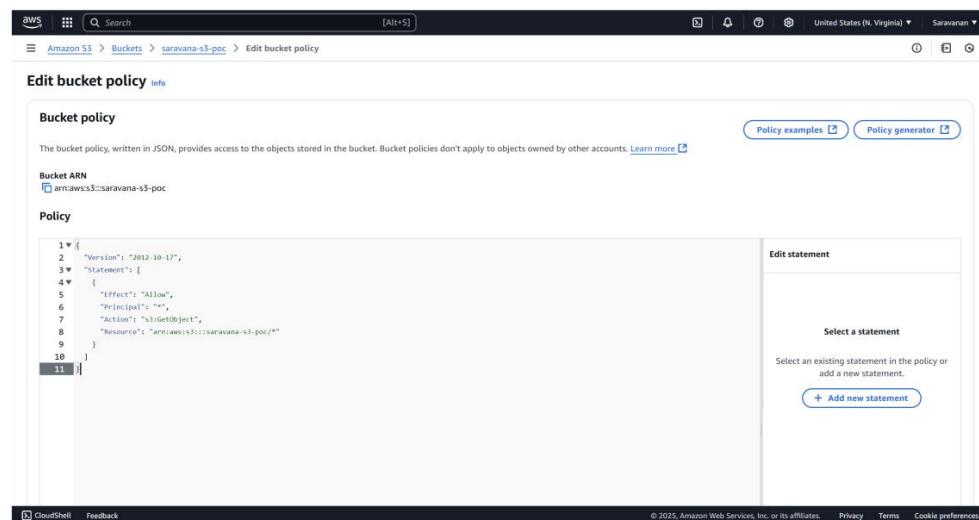 aws
Search [Alt+S]
United States (N. Virginia) ▼ Saravanan ▼
Amazon S3 > Buckets > saravana-s3-poc > Edit bucket policy
Edit bucket policy Info
Bucket policy
Policy examples
Policy generator
The bucket policy, written in JSON, provides access to the objects stored in the bucket. Bucket policies don't apply to objects owned by other accounts. Learn more
Bucket ARN
arn:aws:s3:::saravana-s3-poc
Policy
1 {
2 "Version": "2012-10-17",
3 "Statement": [
4 {
5 "Effect": "Allow",
6 "Principal": "*",
7 "Action": "s3:GetObject",
8 "Resource": "arn:aws:s3:::saravana-s3-poc/*"
9 }
10 ]
11 }
Edit statement
Select a statement
Select an existing statement in the policy or
add a new statement.
+ Add new statement
CloudShell Feedback © 2025, Amazon Web Services, Inc. or its affiliates. Privacy Terms Cookie preferences